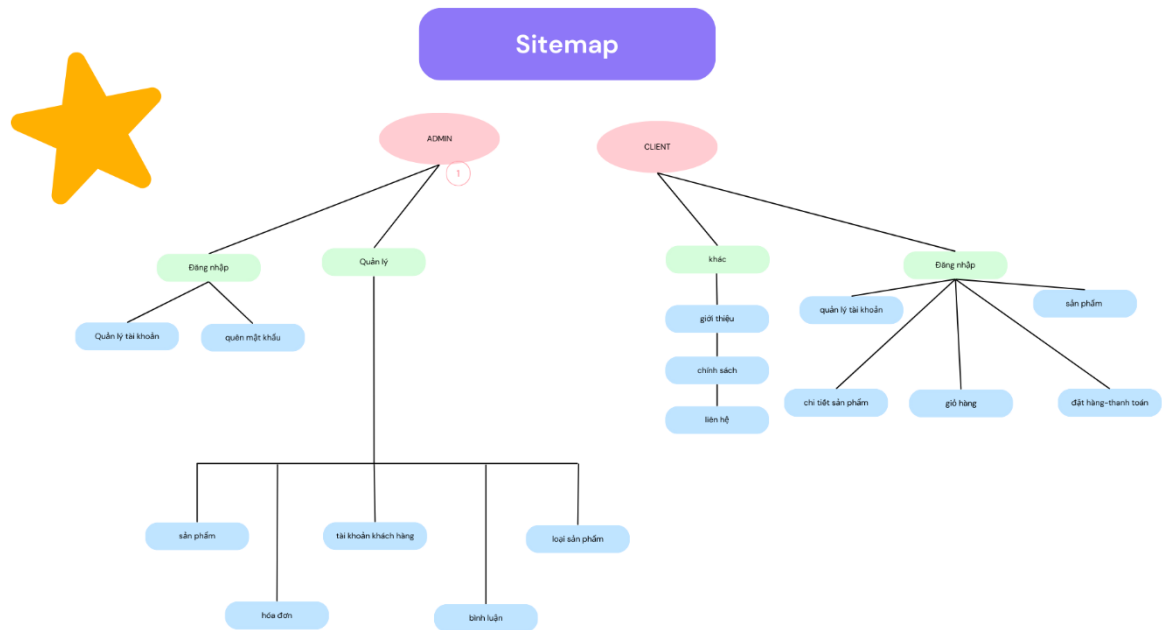 Sitemap
ADMIN
CLIENT
1
Đăng nhập
Quản lý
khác
Đăng nhập
Quản lý tài khoản
quên mật khẩu
giới thiệu
chính sách
liên hệ
quản lý tài khoản
sản phẩm
chi tiết sản phẩm
giỏ hàng
đặt hàng-thanh toán
sản phẩm
tài khoản khách hàng
loại sản phẩm
hóa đơn
bình luận